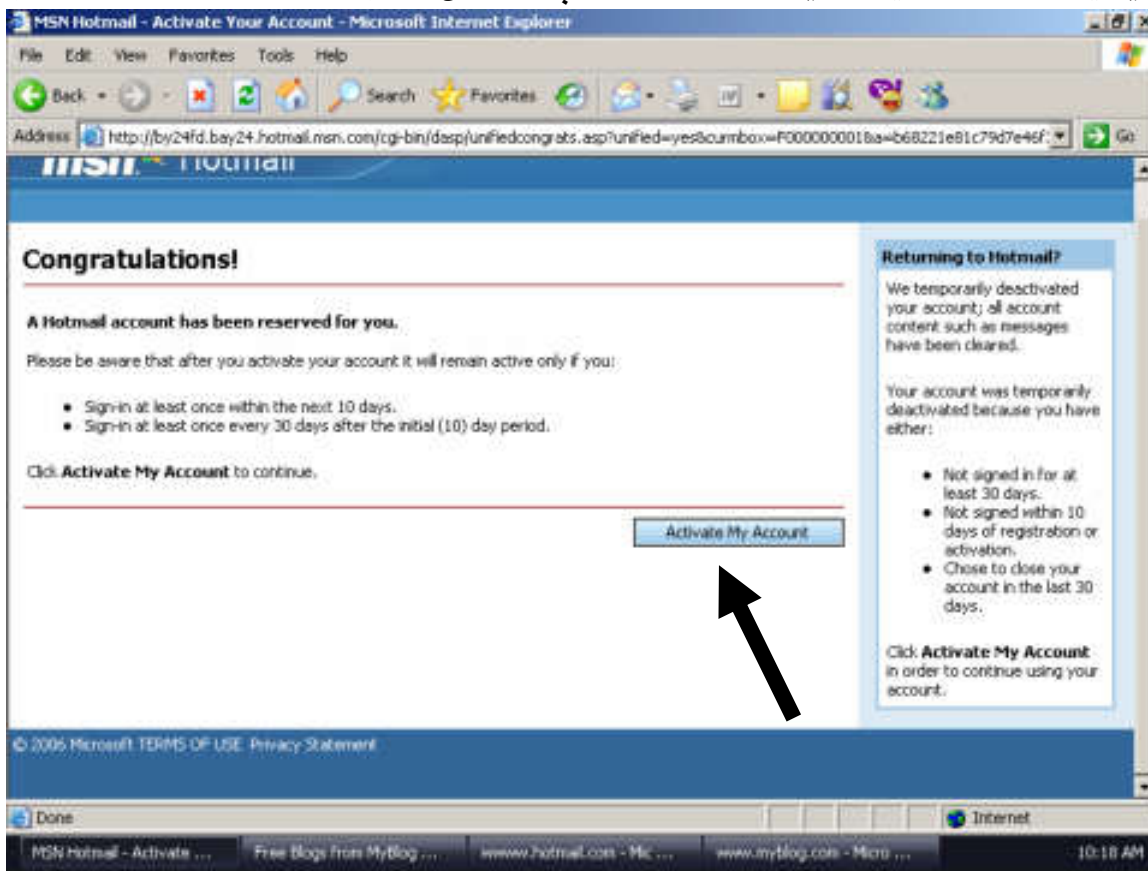 MSN Hotmail - Activate Your Account - Microsoft Internet Explorer
File Edit View Favorites Tools Help
Back Search Favorites
Address http://by24fd.bay24.hotmail.msn.com/cgi-bin/dasp/unifiedcongrats.asp?unified=yes&curmbox=F000000001&a=b68221e81c79d7e46f Go
msn Hotmail
Congratulations!
A Hotmail account has been reserved for you.
Please be aware that after you activate your account it will remain active only if you:
• Sign-in at least once within the next 10 days.
• Sign-in at least once every 30 days after the initial (10) day period.
Click Activate My Account to continue.
Activate My Account
Returning to Hotmail?
We temporarily deactivated
your account; all account
content such as messages
have been cleared.
Your account was temporarily
deactivated because you have
either:
• Not signed in for at
least 30 days.
• Not signed within 10
days of registration or
activation.
• Chose to close your
account in the last 30
days.
Click Activate My Account
in order to continue using your
account.
© 2006 Microsoft TERMS OF USE Privacy Statement
Done Internet
MSN Hotmail - Activate ... Free Blogs from MyBlog ... wwww.hotmail.com - Mic ... www.myblog.com - Micro ... 10:18 AM